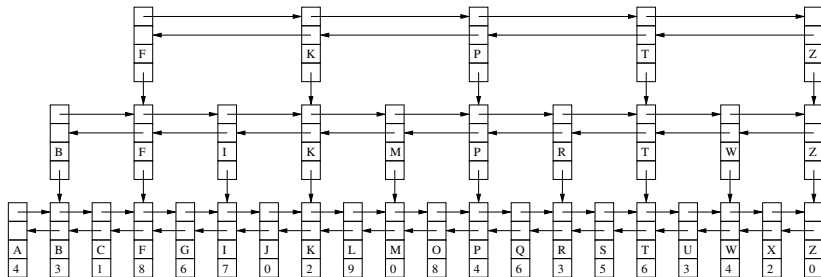 F K P T Z
B F I K M P R T W Z
A B C F G I J K L M O P Q R S T U W X Z
4 3 1 8 6 7 0 2 9 0 8 4 6 3 5 6 3 4 2 0